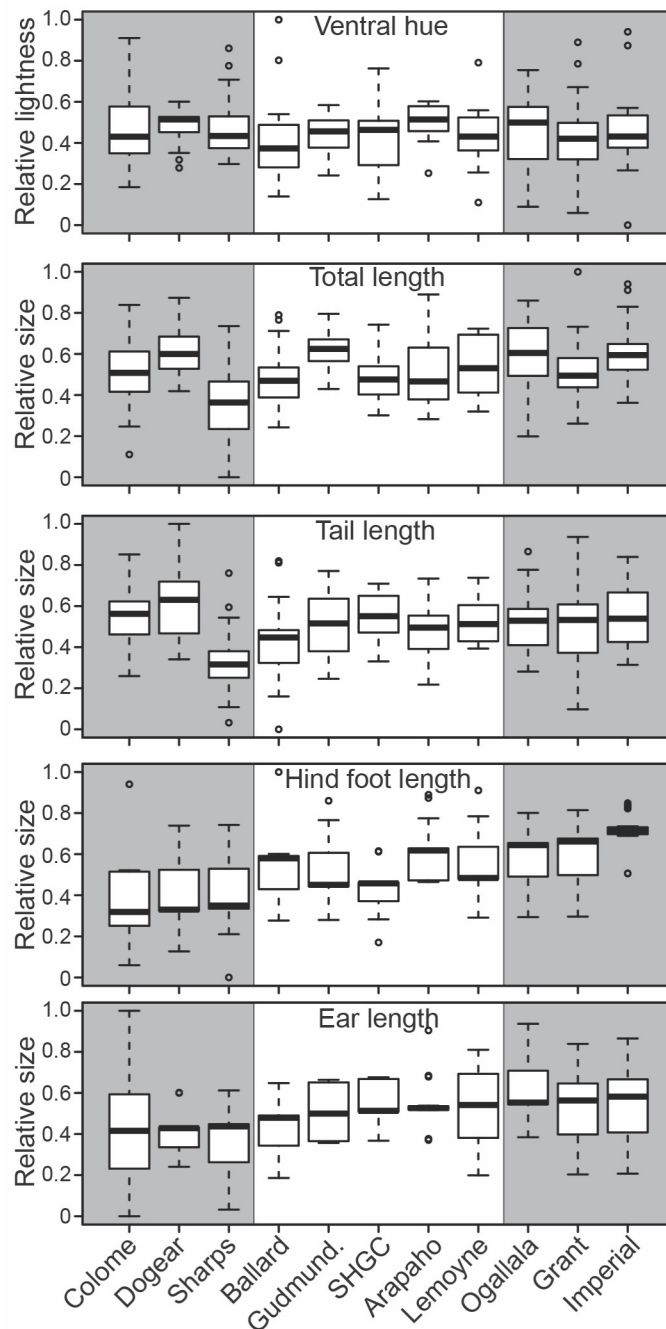 Ventral hue
Relative lightness
1.0
0.8
0.6
0.4
0.2
0
Total length
Relative size
1.0
0.8
0.6
0.4
0.2
0
Tail length
Relative size
1.0
0.8
0.6
0.4
0.2
0
Hind foot length
Relative size
1.0
0.8
0.6
0.4
0.2
0
Ear length
Relative size
1.0
0.8
0.6
0.4
0.2
0
Colome
Dogear
Sharps
Ballard
Gudmund.
SHGC
Arapaho
Lemoyne
Ogallala
Grant
Imperial